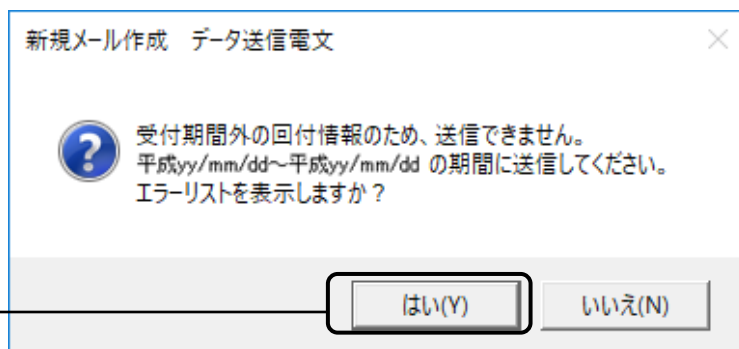 新規メール作成　データ送信電文
受付期間外の回付情報のため、送信できません。
平成yy/mm/dd～平成yy/mm/dd の期間に送信してください。
エラーリストを表示しますか？
はい(Y) いいえ(N)